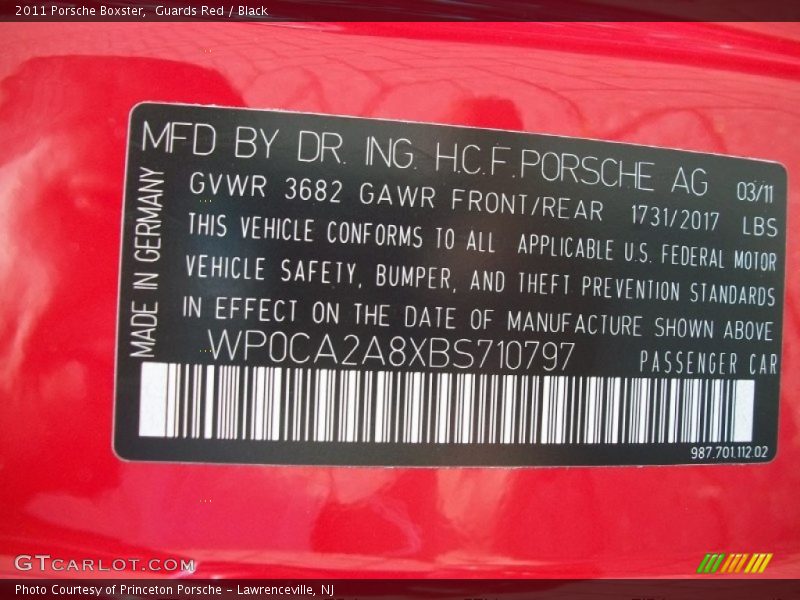 2011 Porsche Boxster,  Guards Red / Black
MFD BY DR. ING. H.C.F. PORSCHE AG 03/11
GVWR 3682 GAWR FRONT/REAR 1731/2017 LBS
THIS VEHICLE CONFORMS TO ALL APPLICABLE U.S. FEDERAL MOTOR
VEHICLE SAFETY, BUMPER, AND THEFT PREVENTION STANDARDS
IN EFFECT ON THE DATE OF MANUFACTURE SHOWN ABOVE
WP0CA2A8XBS710797 PASSENGER CAR
MADE IN GERMANY
987.701.112.02
GTCARLOT.COM
Photo Courtesy of Princeton Porsche - Lawrenceville, NJ